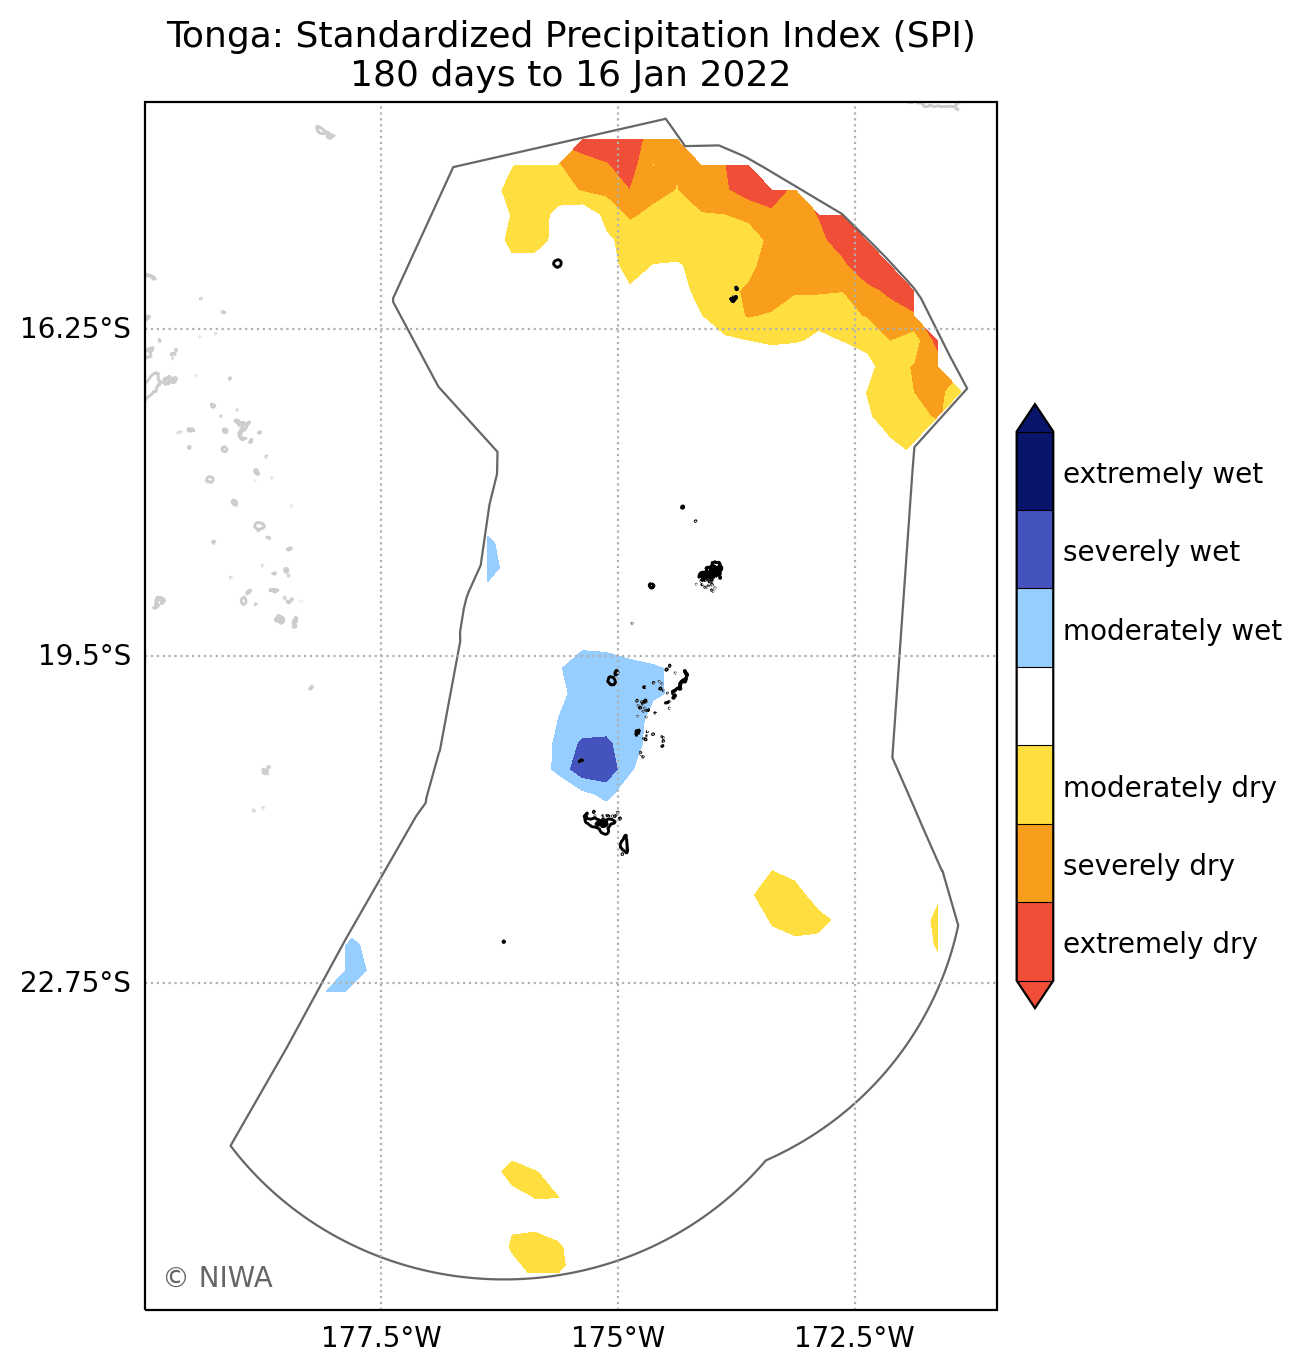 Tonga: Standardized Precipitation Index (SPI)
180 days to 16 Jan 2022
16.25°S
19.5°S
22.75°S
177.5°W
175°W
172.5°W
extremely wet
severely wet
moderately wet
moderately dry
severely dry
extremely dry
© NIWA